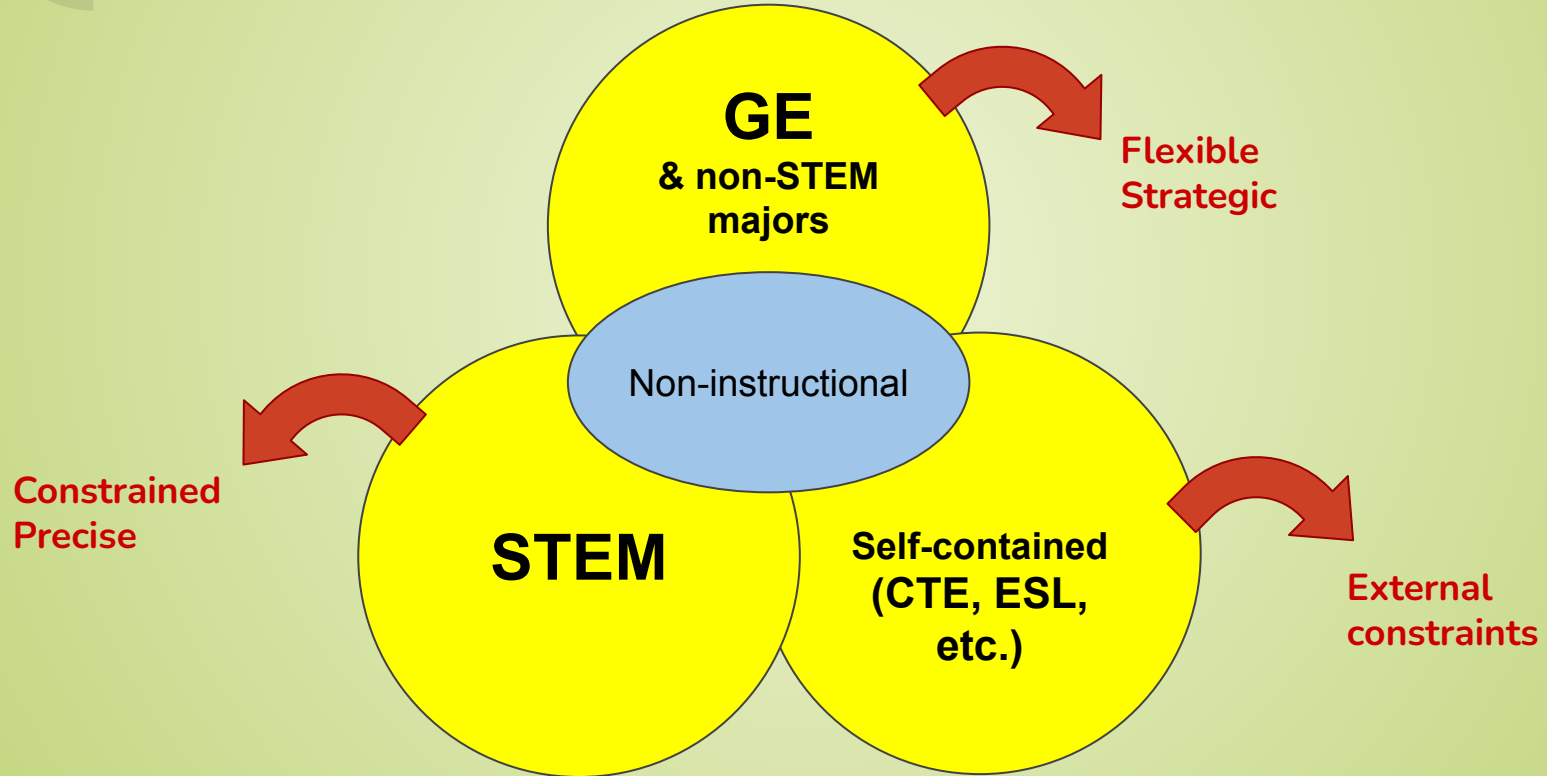 GE
& non-STEM
majors
Flexible
Strategic
Non-instructional
Constrained
Precise
STEM
Self-contained
(CTE, ESL,
etc.)
External
constraints